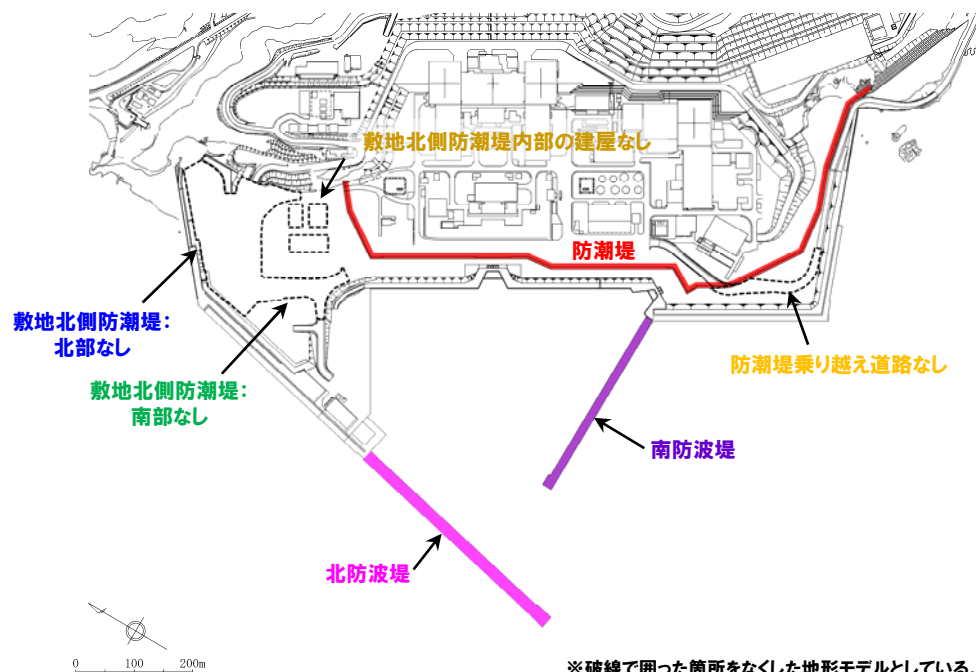 敷地北側防潮堤内部の建屋なし
防潮堤
敷地北側防潮堤：
北部なし
敷地北側防潮堤：
南部なし
防潮堤乗り越え道路なし
南防波堤
北防波堤
0 100 200m
※破線で囲った箇所をなくした地形モデルとしている